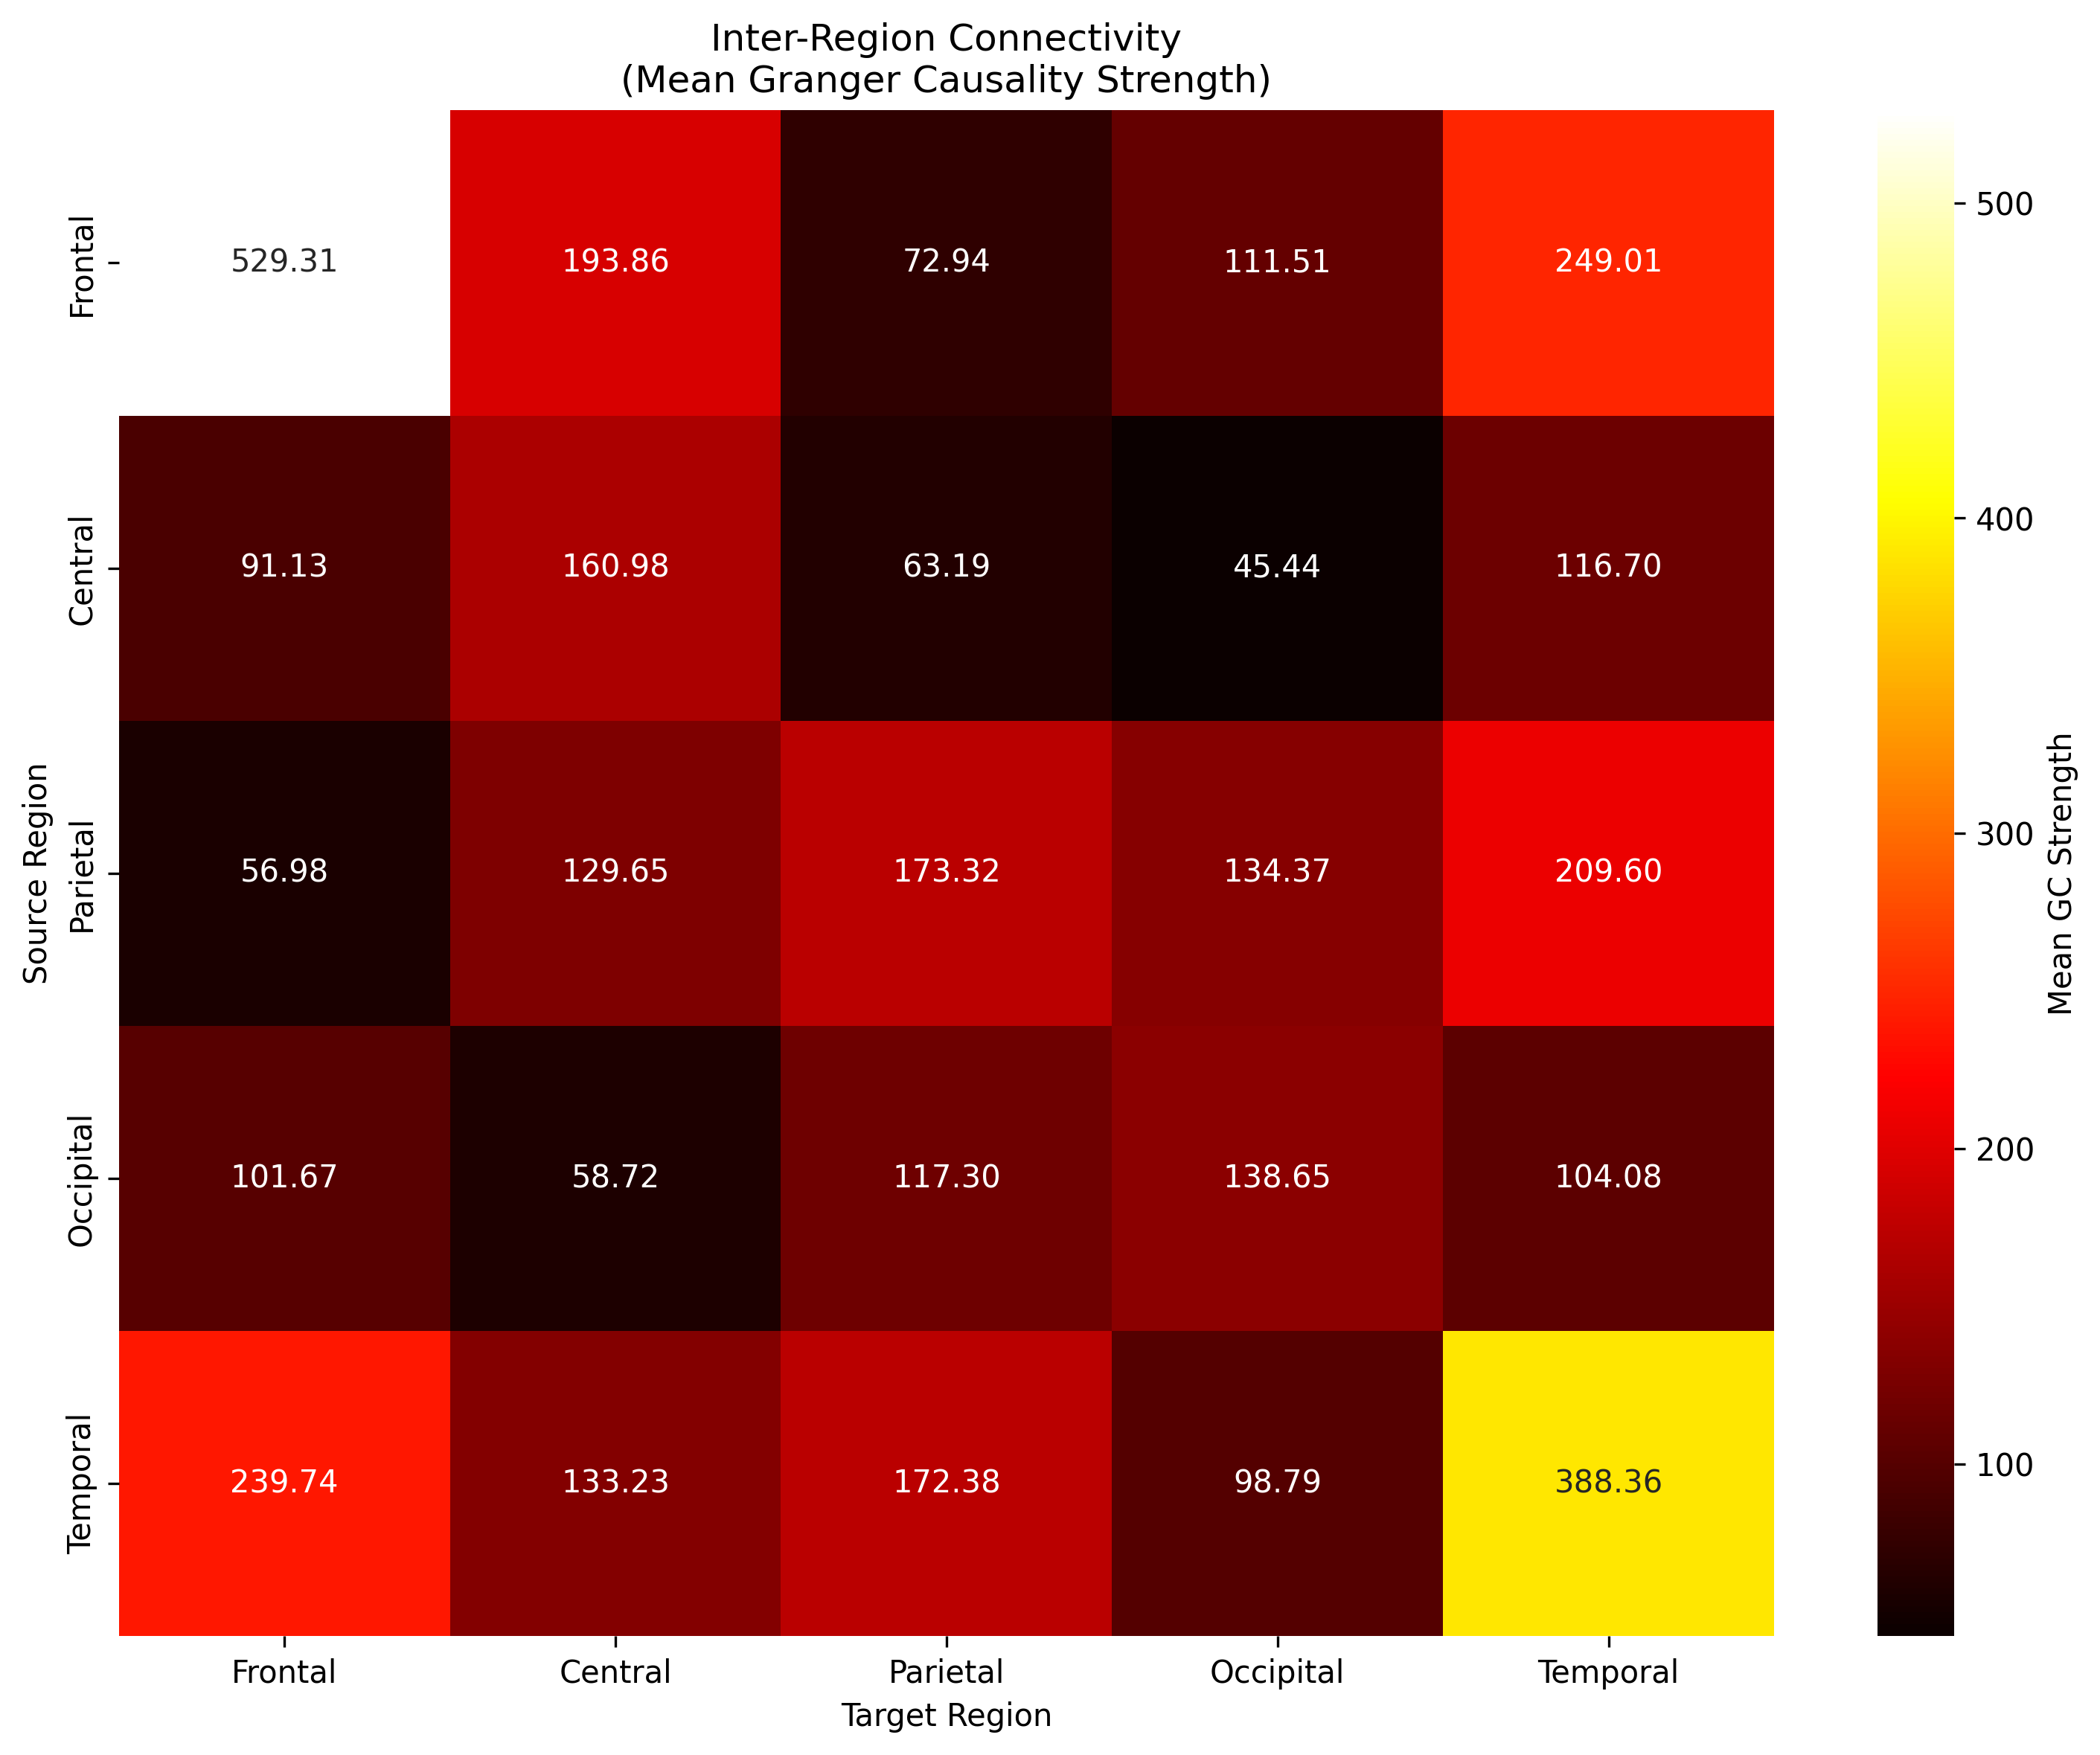 Inter-Region Connectivity
(Mean Granger Causality Strength)
Source Region
Frontal
529.31 193.86 72.94 111.51 249.01
Central
91.13 160.98 63.19 45.44 116.70
Parietal
56.98 129.65 173.32 134.37 209.60
Occipital
101.67 58.72 117.30 138.65 104.08
Temporal
239.74 133.23 172.38 98.79 388.36
Frontal Central Parietal Occipital Temporal
Target Region
500
400
300
200
100
Mean GC Strength